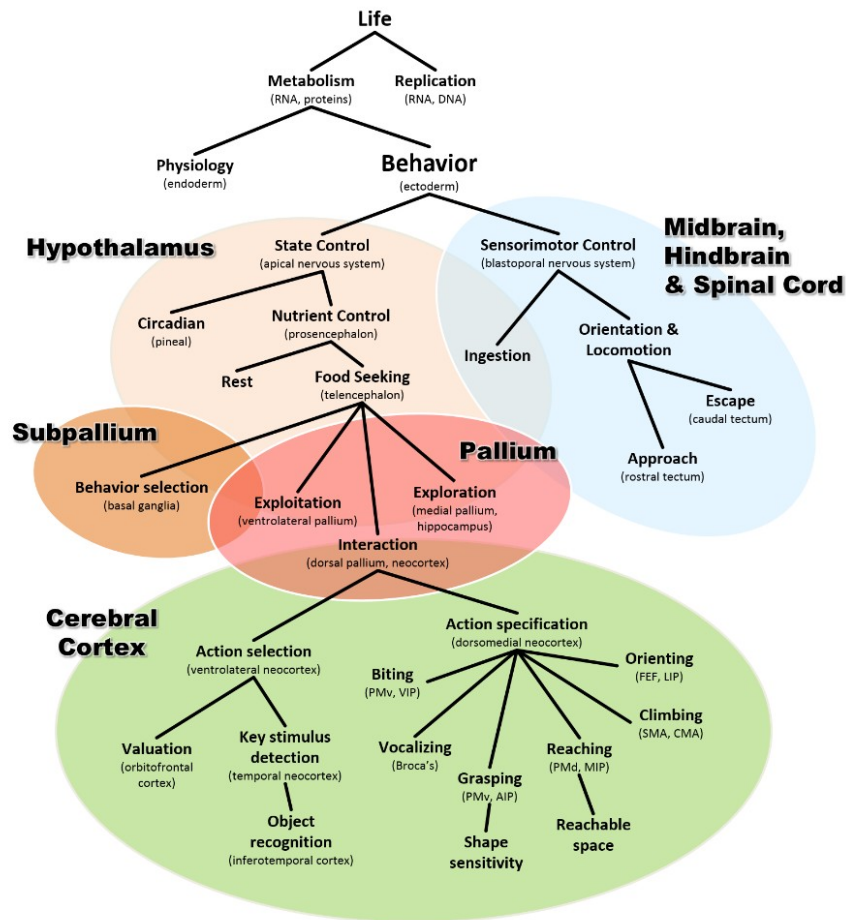 Life
Metabolism
(RNA, proteins)
Replication
(RNA, DNA)
Physiology
(endoderm)
Behavior
(ectoderm)
Hypothalamus
State Control
(apical nervous system)
Sensorimotor Control
(blastoporal nervous system)
Midbrain,
Hindbrain
& Spinal Cord
Circadian
(pineal)
Nutrient Control
(prosencephalon)
Ingestion
Orientation &
Locomotion
Rest
Food Seeking
(telencephalon)
Escape
(caudal tectum)
Approach
(rostral tectum)
Subpallium
Pallium
Behavior selection
(basal ganglia)
Exploitation
(ventrolateral pallium)
Exploration
(medial pallium,
hippocampus)
Interaction
(dorsal pallium, neocortex)
Cerebral
Cortex
Action selection
(ventrolateral neocortex)
Action specification
(dorsomedial neocortex)
Biting
(PMv, VIP)
Orienting
(FEF, LIP)
Valuation
(orbitofrontal
cortex)
Key stimulus
detection
(temporal neocortex)
Vocalizing
(Broca's)
Grasping
(PMv, AIP)
Reaching
(PMd, MIP)
Climbing
(SMA, CMA)
Object
recognition
(inferotemporal cortex)
Shape
sensitivity
Reachable
space